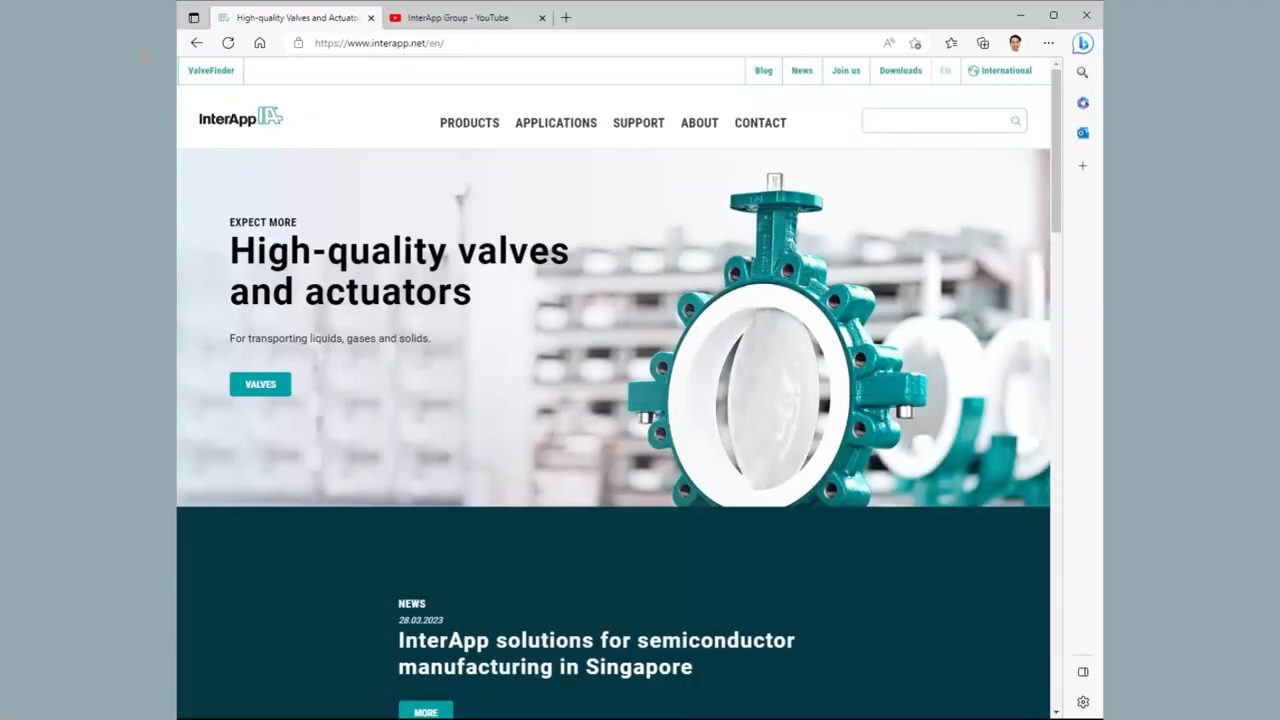 High-quality Valves and Actuato
InterApp Group - YouTube
https://www.interapp.net/en/
ValveFinder
Blog
News
Join us
Downloads
EN
International
InterApp IA
PRODUCTS
APPLICATIONS
SUPPORT
ABOUT
CONTACT
EXPECT MORE
High-quality valves
and actuators
For transporting liquids, gases and solids.
VALVES
NEWS
28.03.2023
InterApp solutions for semiconductor
manufacturing in Singapore
MORE